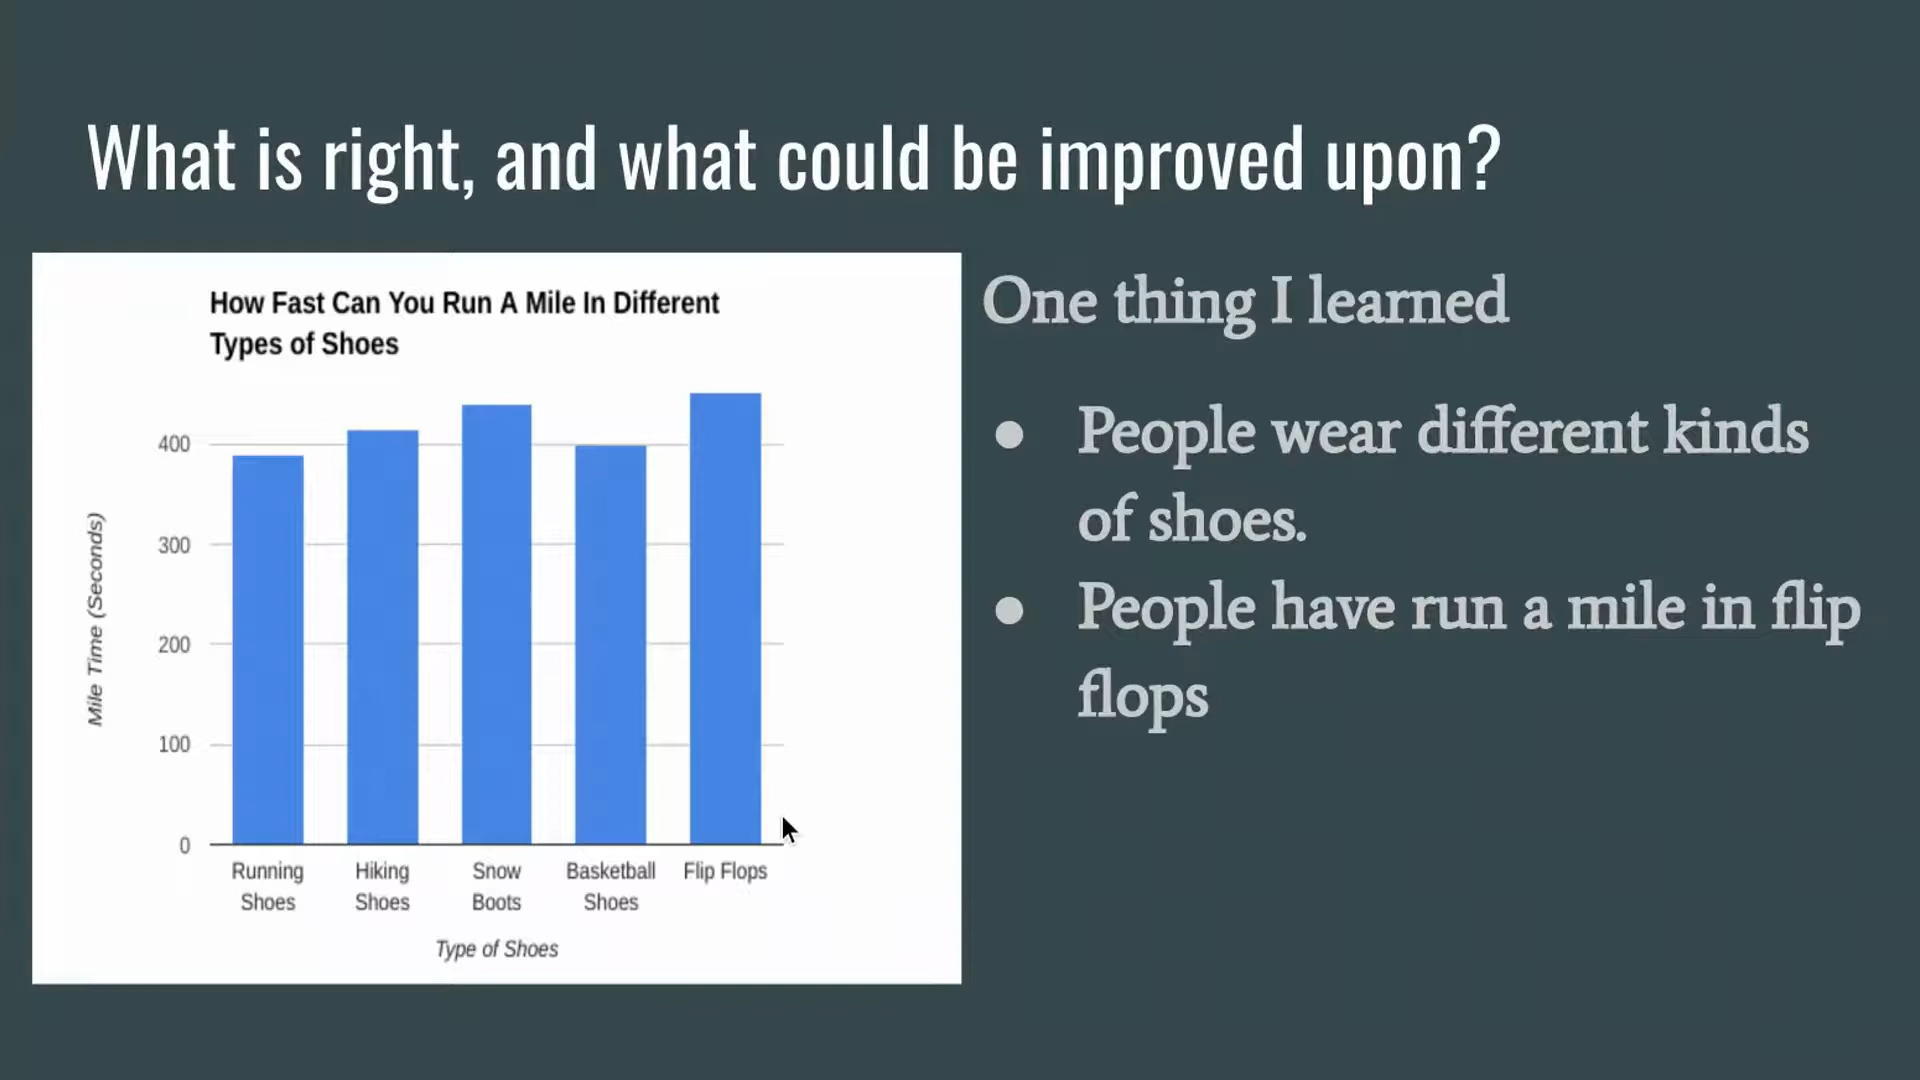 What is right, and what could be improved upon?
How Fast Can You Run A Mile In Different
Types of Shoes
400
300
200
100
0
Mile Time (Seconds)
Running
Shoes
Hiking
Shoes
Snow
Boots
Basketball
Shoes
Flip Flops
Type of Shoes
One thing I learned
● People wear different kinds
of shoes.
● People have run a mile in flip
flops